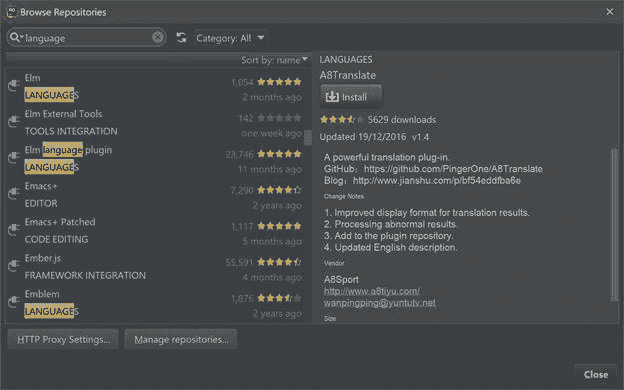 Browse Repositories
language
Category: All
Sort by: name
Elm
1,054
LANGUAGES
2 months ago
Elm External Tools
142
TOOLS INTEGRATION
one week ago
Elm language plugin
23,746
LANGUAGES
11 months ago
Emacs+
7,290
EDITOR
2 years ago
Emacs+ Patched
1,117
CODE EDITING
5 months ago
Ember.js
55,591
FRAMEWORK INTEGRATION
4 months ago
Emblem
1,876
LANGUAGES
2 years ago
LANGUAGES
A8Translate
Install
5629 downloads
Updated 19/12/2016 v1.4
A powerful translation plug-in.
GitHub：https://github.com/PingerOne/A8Translate
Blog：http://www.jianshu.com/p/bf54eddfba6e
Change Notes
1. Improved display format for translation results.
2. Processing abnormal results.
3. Add to the plugin repository.
4. Updated English description.
Vendor
A8Sport
http://www.a8tiyu.com/
wanpingping@yuntutv.net
Size
HTTP Proxy Settings...
Manage repositories...
Close